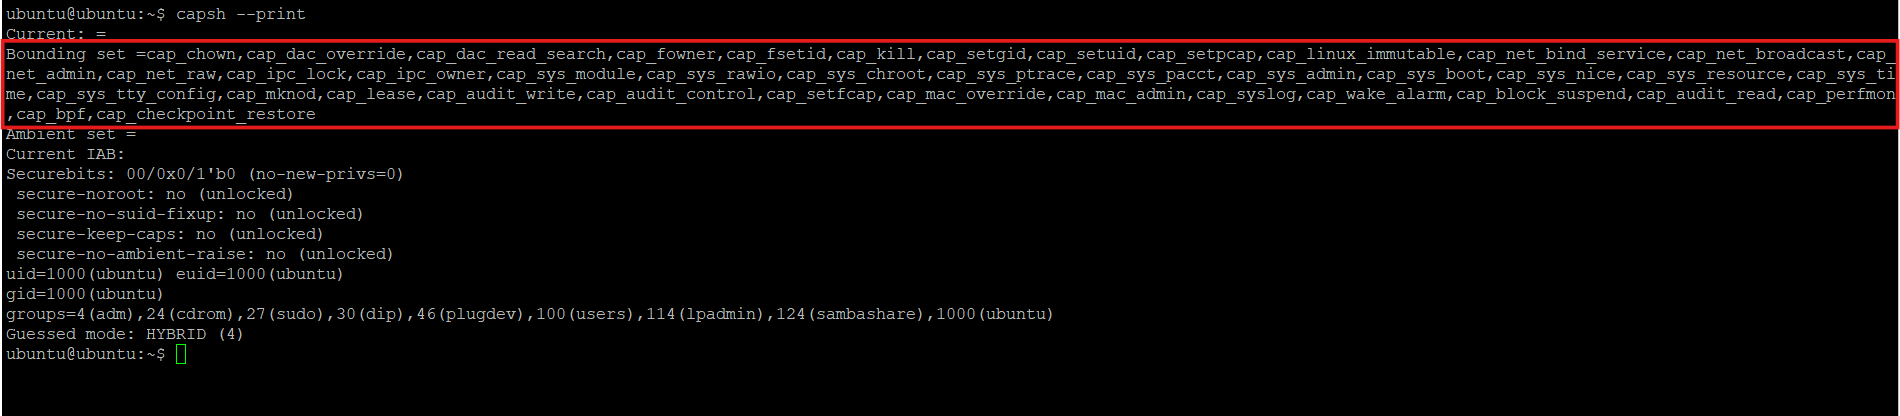 ubuntu@ubuntu:~$ capsh --print
Current: =
Bounding set =cap_chown,cap_dac_override,cap_dac_read_search,cap_fowner,cap_fsetid,cap_kill,cap_setgid,cap_setuid,cap_setpcap,cap_linux_immutable,cap_net_bind_service,cap_net_broadcast,cap_
net_admin,cap_net_raw,cap_ipc_lock,cap_ipc_owner,cap_sys_module,cap_sys_rawio,cap_sys_chroot,cap_sys_ptrace,cap_sys_pacct,cap_sys_admin,cap_sys_boot,cap_sys_nice,cap_sys_resource,cap_sys_ti
me,cap_sys_tty_config,cap_mknod,cap_lease,cap_audit_write,cap_audit_control,cap_setfcap,cap_mac_override,cap_mac_admin,cap_syslog,cap_wake_alarm,cap_block_suspend,cap_audit_read,cap_perfmon
,cap_bpf,cap_checkpoint_restore
Ambient set =
Current IAB:
Securebits: 00/0x0/1'b0 (no-new-privs=0)
 secure-noroot: no (unlocked)
 secure-no-suid-fixup: no (unlocked)
 secure-keep-caps: no (unlocked)
 secure-no-ambient-raise: no (unlocked)
uid=1000(ubuntu) euid=1000(ubuntu)
gid=1000(ubuntu)
groups=4(adm),24(cdrom),27(sudo),30(dip),46(plugdev),100(users),114(lpadmin),124(sambashare),1000(ubuntu)
Guessed mode: HYBRID (4)
ubuntu@ubuntu:~$